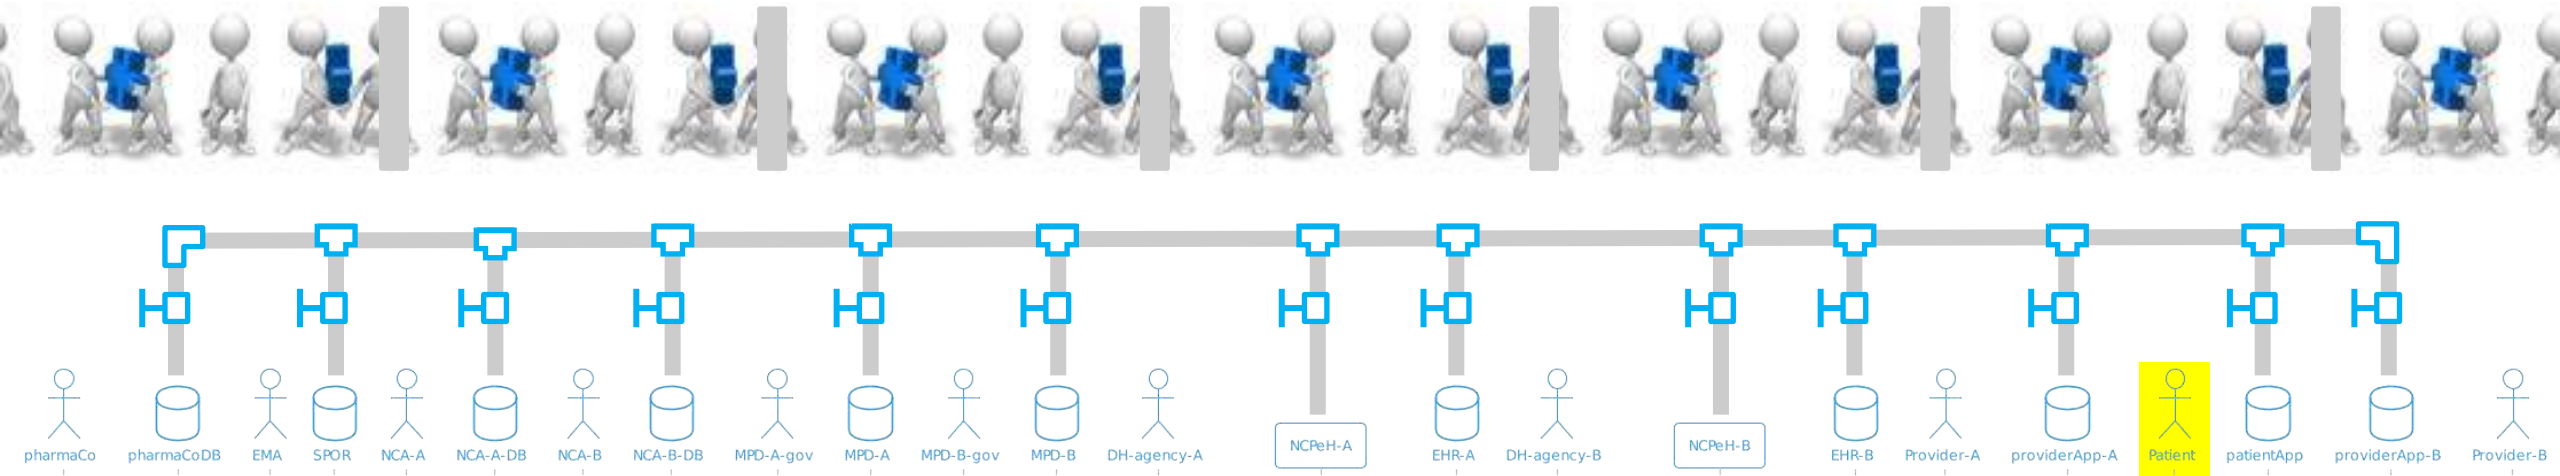 pharmaCo pharmaCoDB EMA SPOR NCA-A NCA-A-DB NCA-B NCA-B-DB MPD-A-gov MPD-A MPD-B-gov MPD-B DH-agency-A NCPeH-A EHR-A DH-agency-B NCPeH-B EHR-B Provider-A providerApp-A Patient patientApp providerApp-B Provider-B